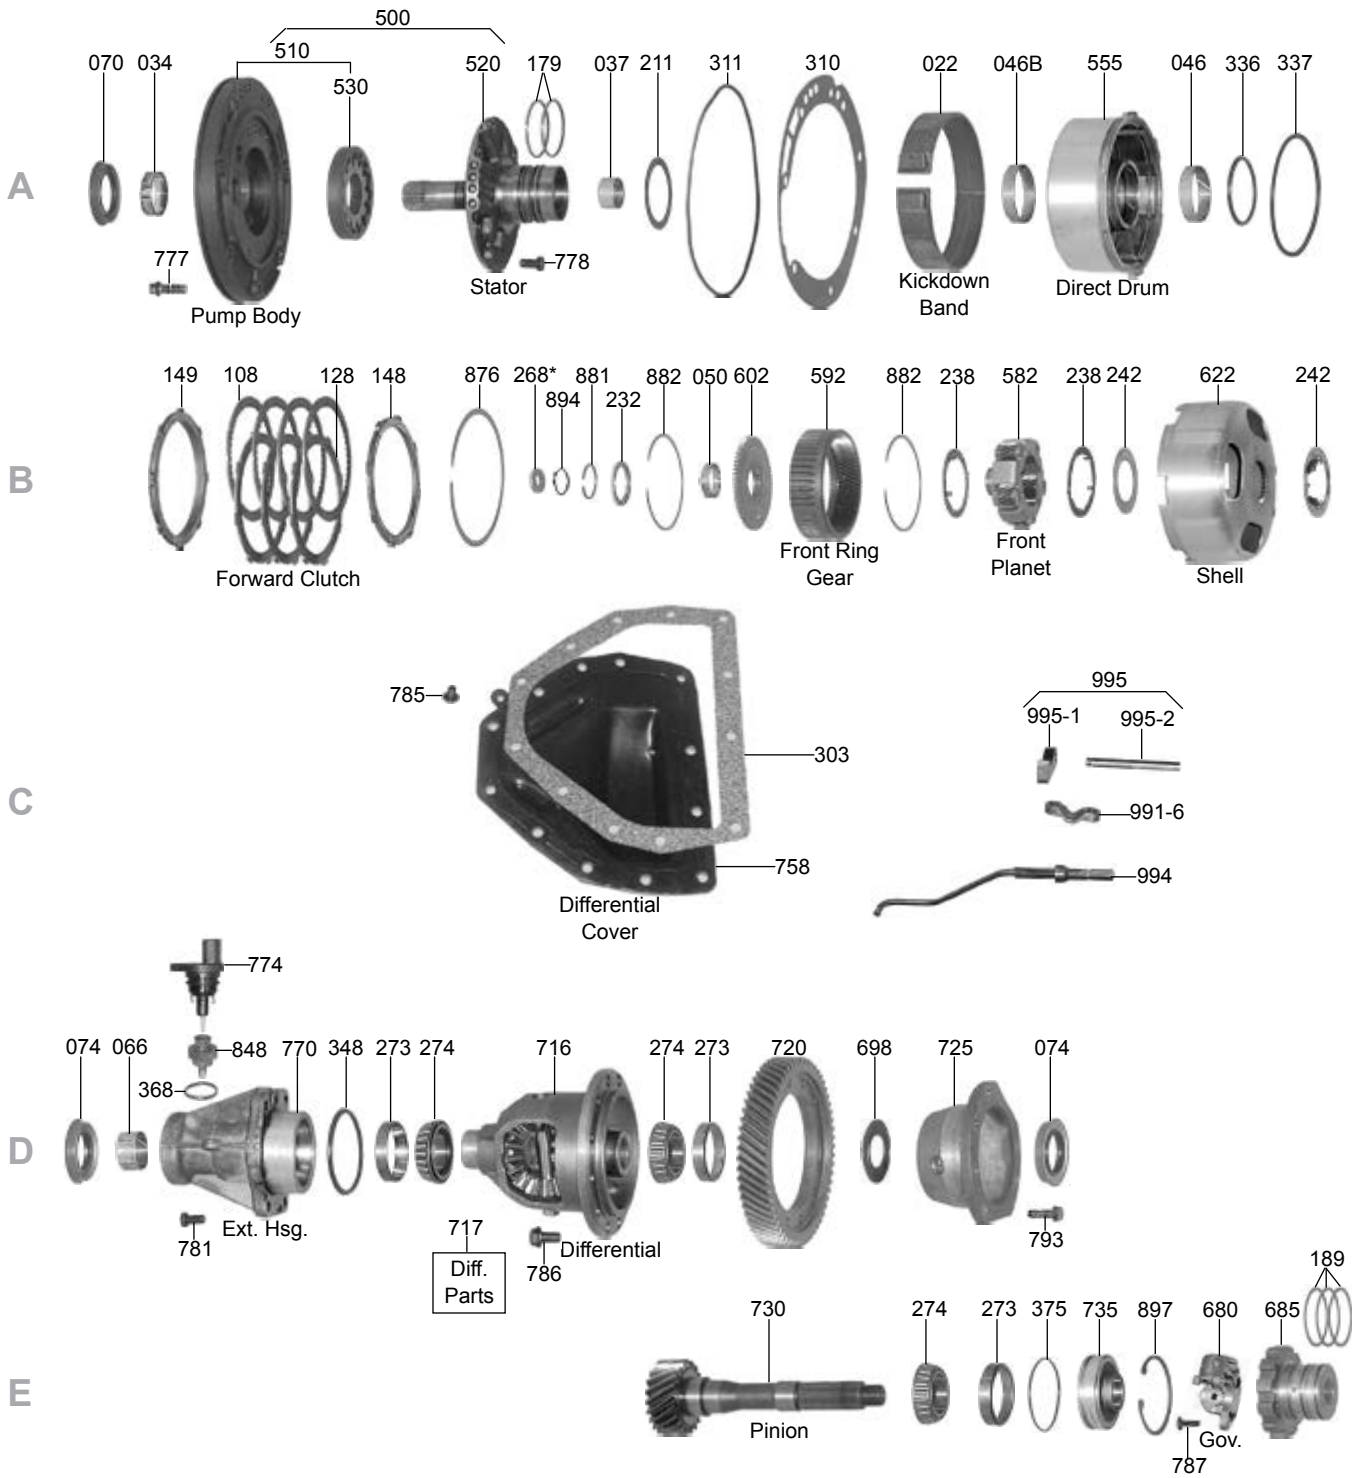 500
510
070 034 530 520 179 037 211 311 310 022 046B 555 046 336 337
A
777
778
Pump Body
Stator
Kickdown
Band
Direct Drum
149 108 128 148 876 268* 894 881 232 882 050 602 592 882 238 582 238 242 622 242
B
Forward Clutch
Front Ring
Gear
Front
Planet
Shell
785
303
758
Differential
Cover
995
995-1 995-2
991-6
994
C
774
848
368
074 066 770 348 273 274 716 274 273 720 698 725 074
D
781
Ext. Hsg.
717
Diff.
Parts
786
Differential
793
189
730 274 273 375 735 897 680 685
E
Pinion
787
Gov.